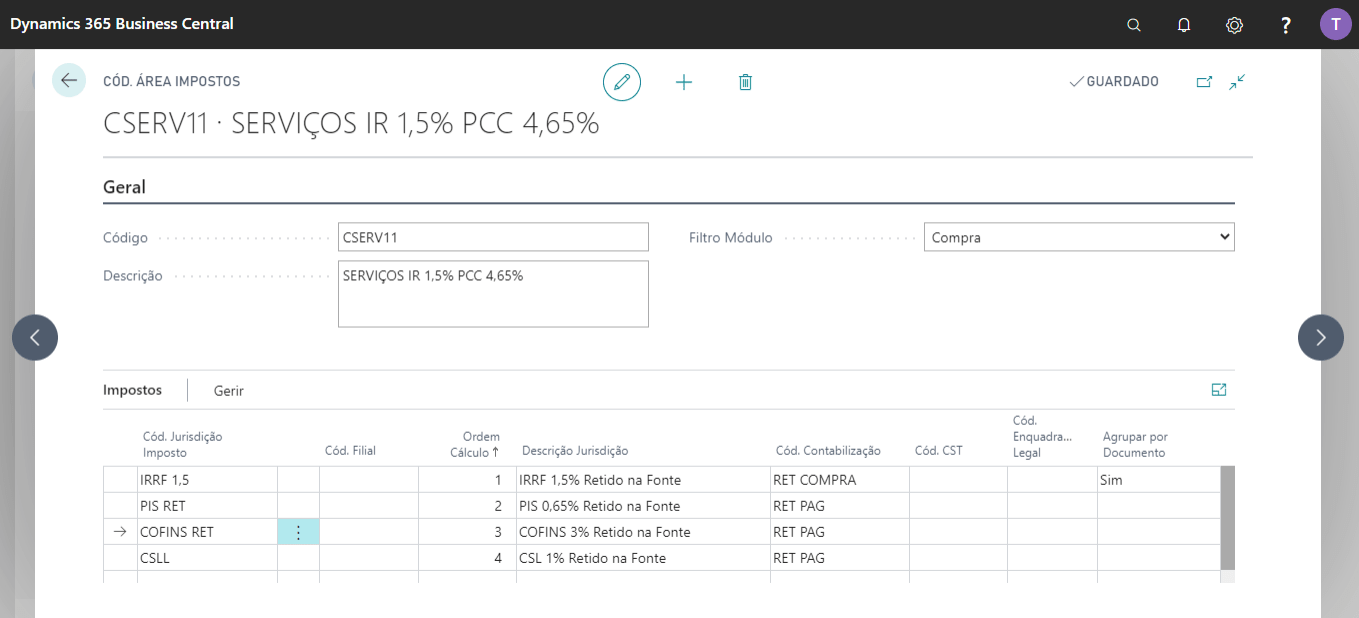 Dynamics 365 Business Central
?
T
CÓD. ÁREA IMPOSTOS
GUARDADO
CSERV11 · SERVIÇOS IR 1,5% PCC 4,65%
Geral
Código
CSERV11
Filtro Módulo
Compra
Descrição
SERVIÇOS IR 1,5% PCC 4,65%
Impostos
Gerir
Cód. Jurisdição
Imposto
Cód. Filial
Ordem
Cálculo ↑
Descrição Jurisdição
Cód. Contabilização
Cód. CST
Cód.
Enquadra...
Legal
Agrupar por
Documento
IRRF 1,5 1 IRRF 1,5% Retido na Fonte RET COMPRA Sim
PIS RET 2 PIS 0,65% Retido na Fonte RET PAG
COFINS RET 3 COFINS 3% Retido na Fonte RET PAG
CSLL 4 CSL 1% Retido na Fonte RET PAG